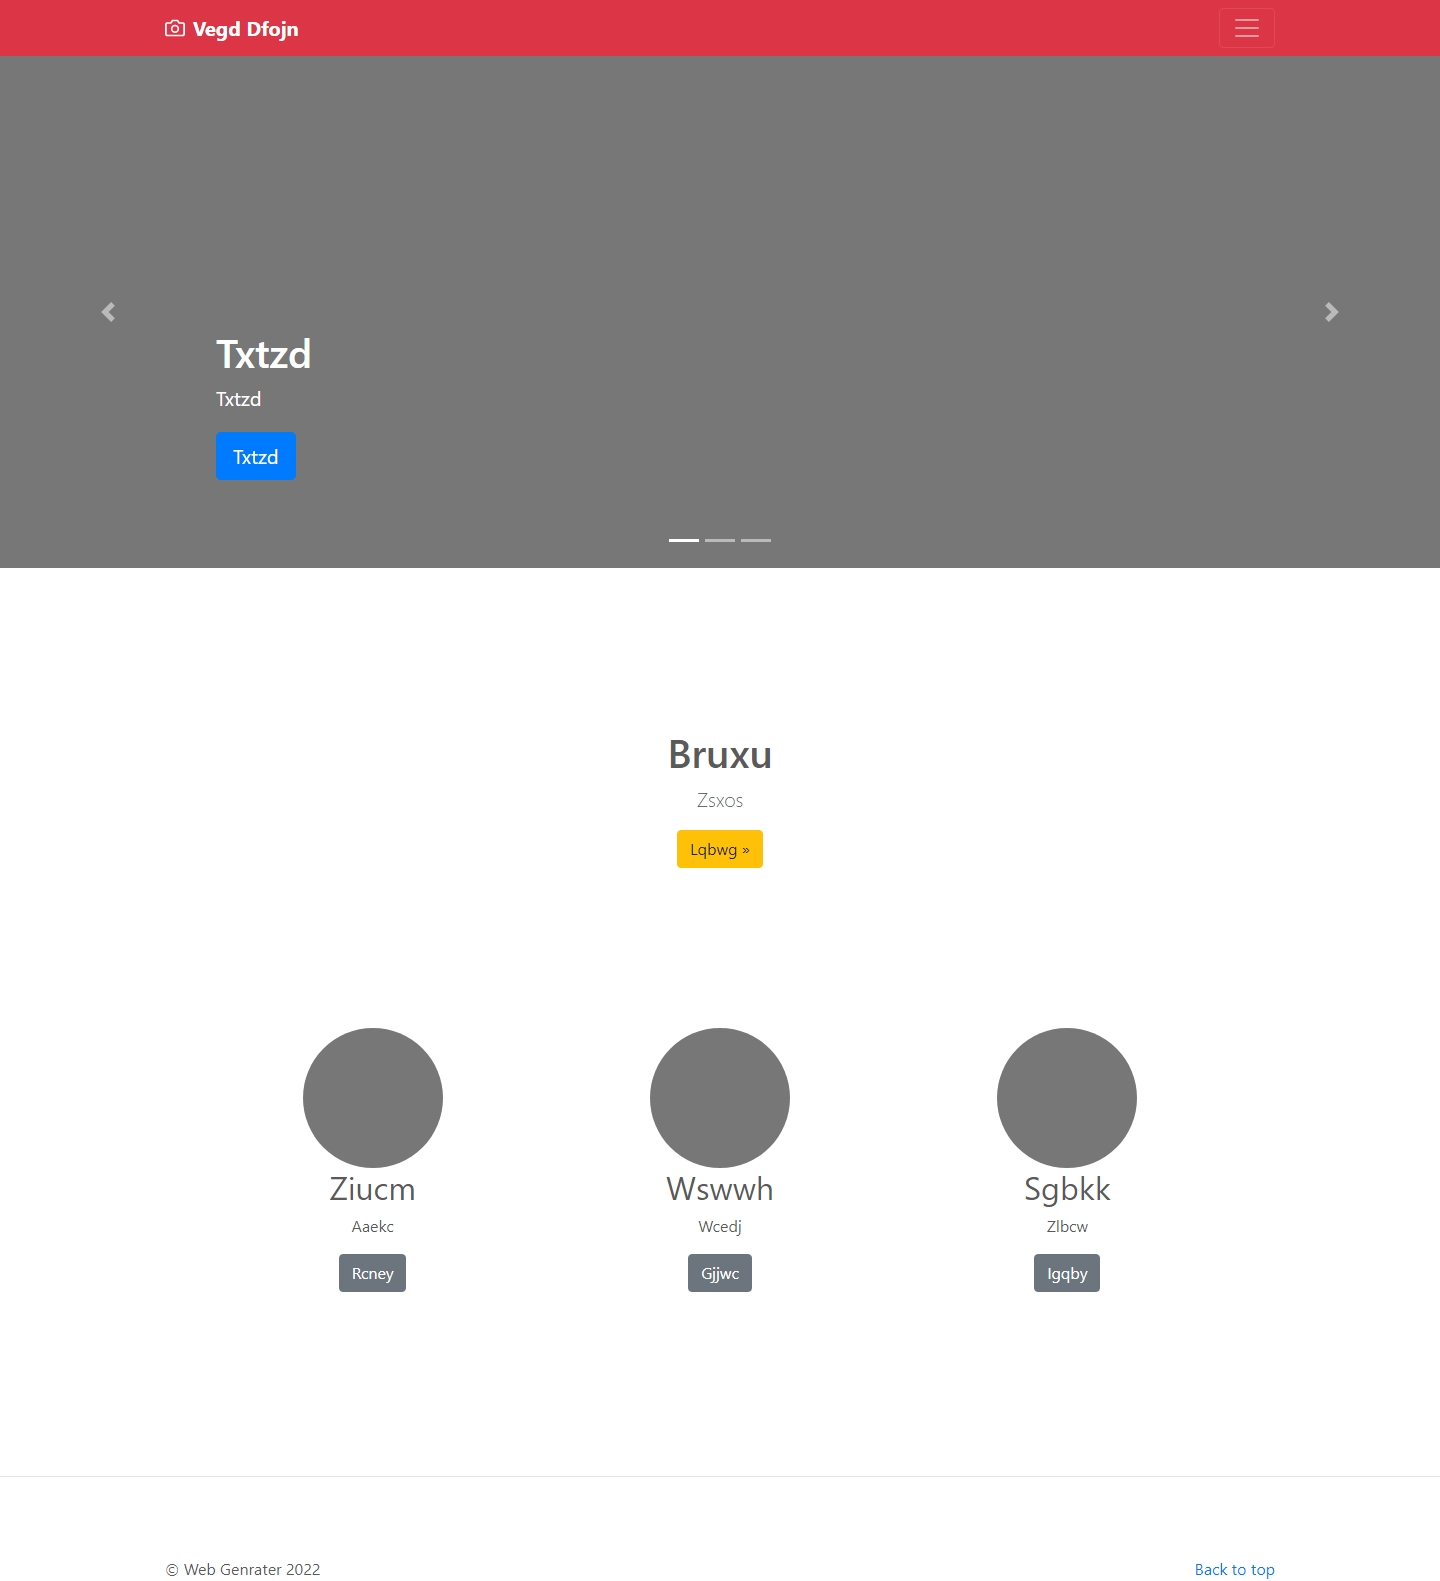 Vegd Dfojn
Txtzd
Txtzd
Txtzd
Bruxu
Zsxos
Lqbwg »
Ziucm
Aaekc
Rcney
Wswwh
Wcedj
Gjjwc
Sgbkk
Zlbcw
Igqby
© Web Genrater 2022
Back to top